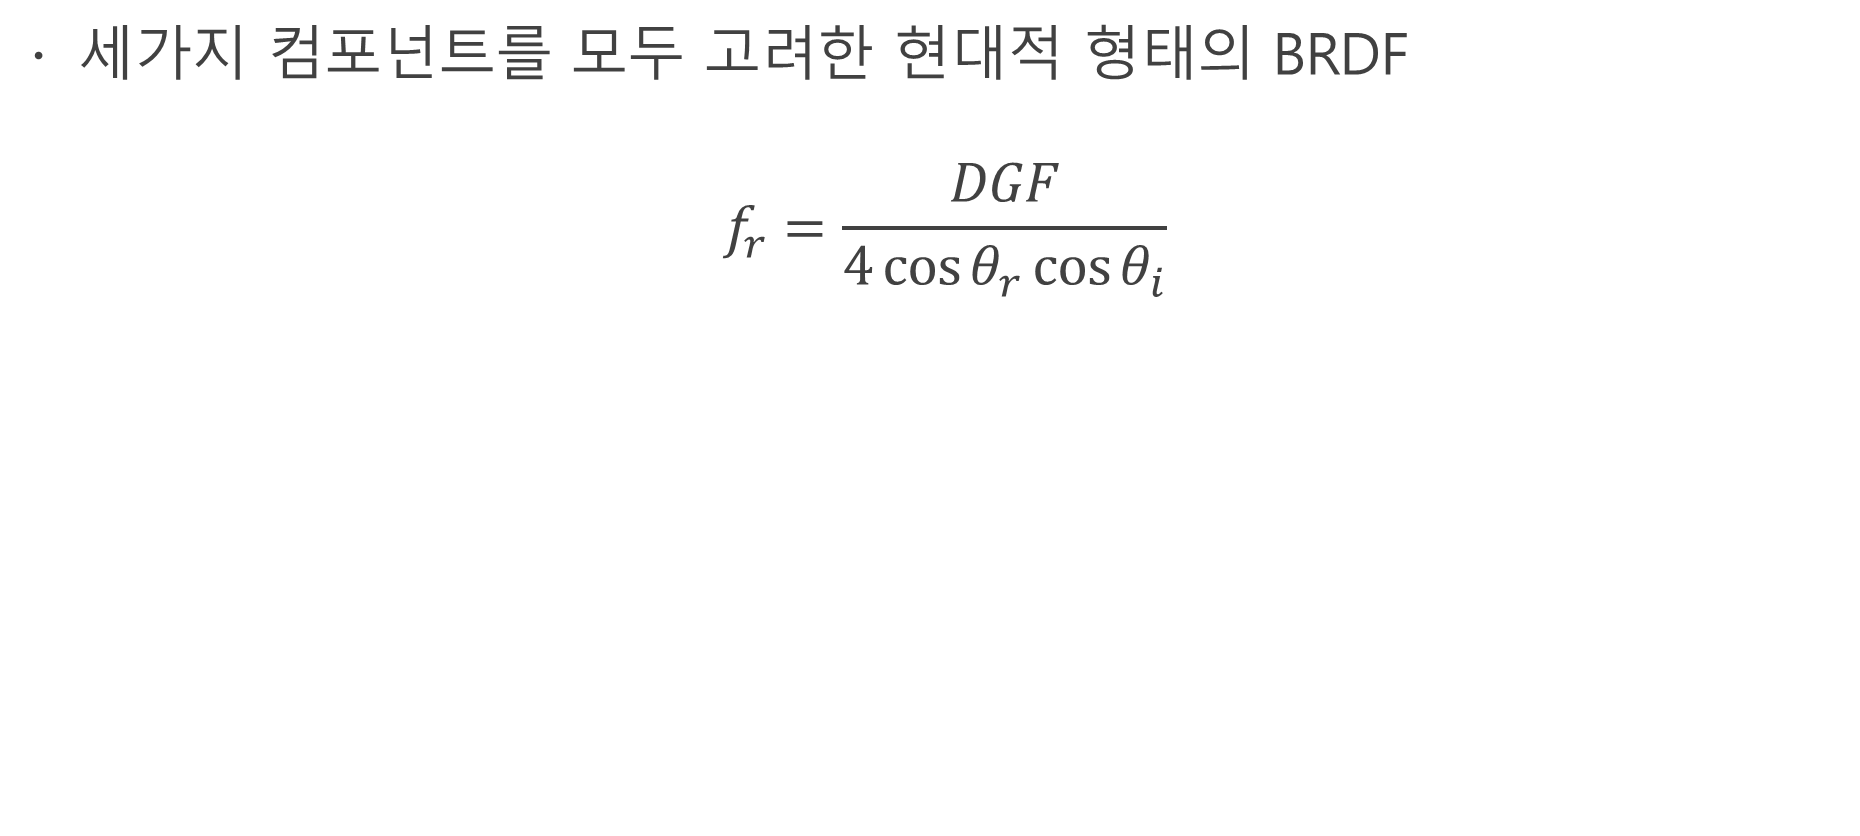 · 세가지 컴포넌트를 모두 고려한 현대적 형태의 BRDF
f_r = \frac{DGF}{4 \cos θ_r \cos θ_i}